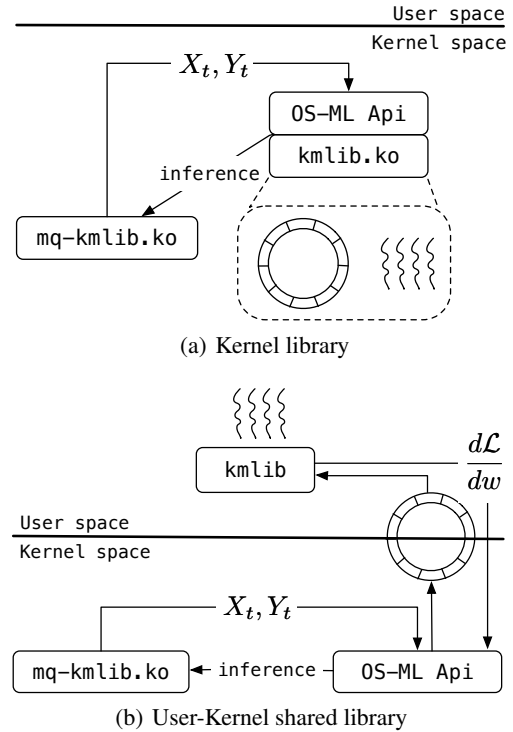 User space
Kernel space
X_t, Y_t
OS-ML Api
kmlib.ko
inference
mq-kmlib.ko
(a) Kernel library
kmlib
dℒ
dw
User space
Kernel space
X_t, Y_t
mq-kmlib.ko
inference
OS-ML Api
(b) User-Kernel shared library